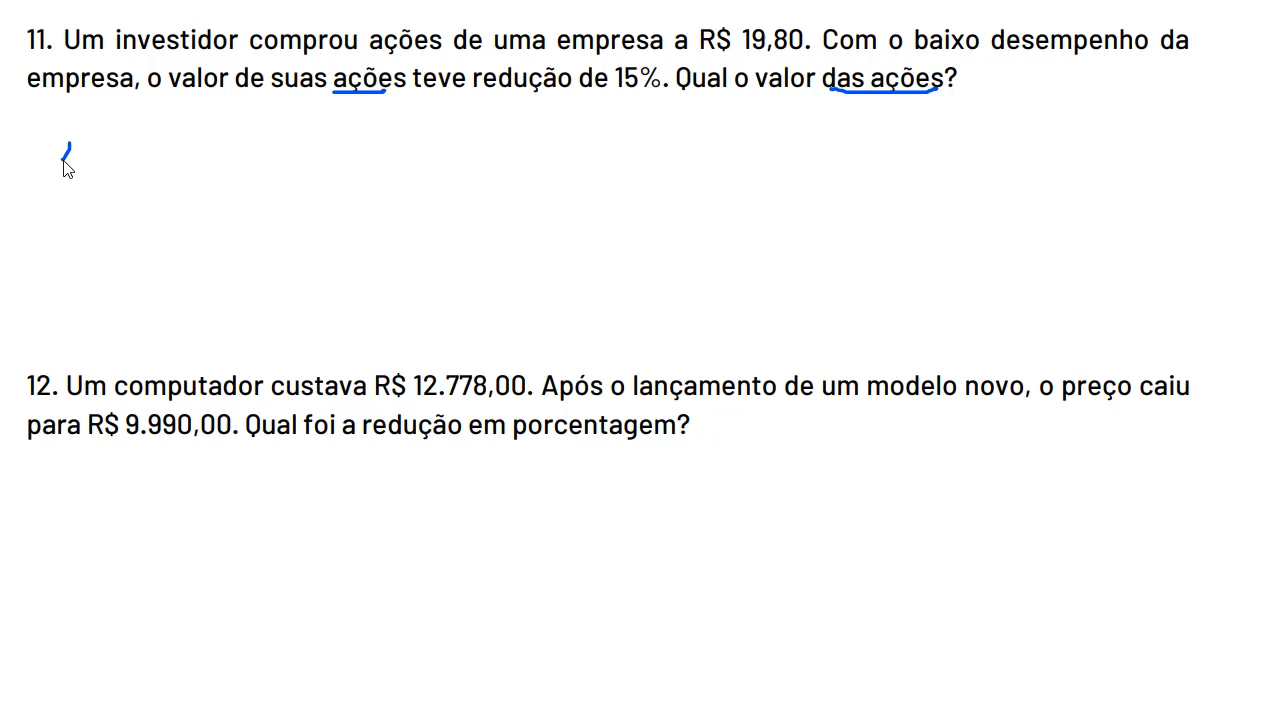 11. Um investidor comprou ações de uma empresa a R$ 19,80. Com o baixo desempenho da
empresa, o valor de suas ações teve redução de 15%. Qual o valor das ações?
12. Um computador custava R$ 12.778,00. Após o lançamento de um modelo novo, o preço caiu
para R$ 9.990,00. Qual foi a redução em porcentagem?